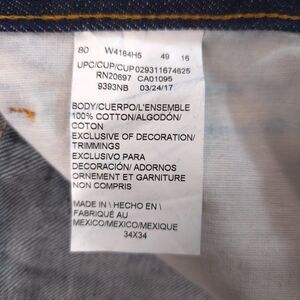 80 W4164H5 49 16
UPC/CUP/CUP029311674625
RN20697 CA01095
9393NB 03/24/17
BODY/CUERPO/L'ENSEMBLE
100% COTTON/ALGODÓN/
COTON
EXCLUSIVE OF DECORATION/
TRIMMINGS
EXCLUSIVO PARA
DECORACIÓN/ ADORNOS
ORNEMENT ET GARNITURE
NON COMPRIS
MADE IN \ HECHO EN \
FABRIQUÉ AU
MEXICO/MEXICO/MEXIQUE
34X34